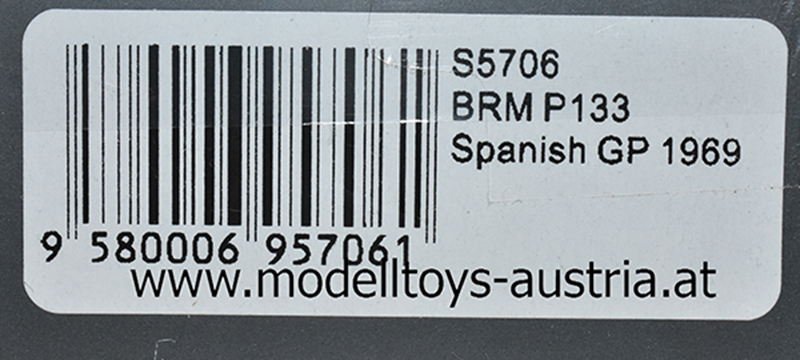 S5706
BRM P133
Spanish GP 1969
9 580006 957061
www.modelltoys-austria.at